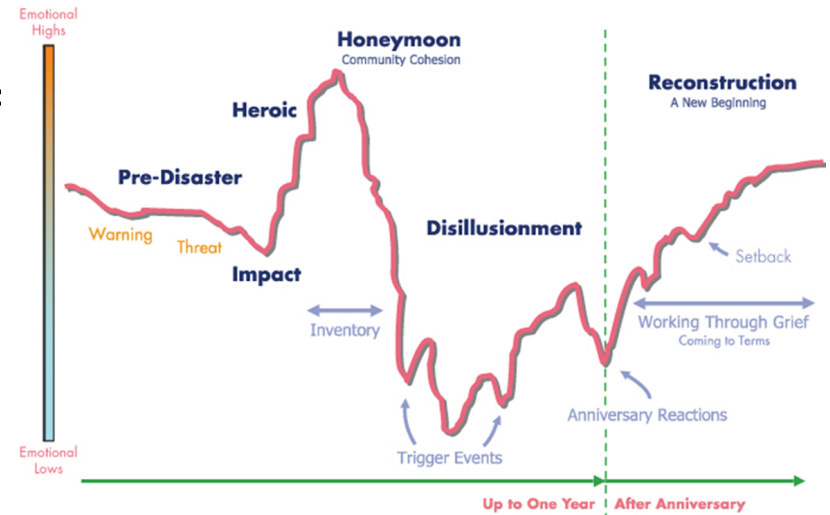 Emotional
Highs
Honeymoon
Community Cohesion
Reconstruction
A New Beginning
Heroic
Pre-Disaster
Warning
Threat
Impact
Disillusionment
Setback
Inventory
Working Through Grief
Coming to Terms
Anniversary Reactions
Trigger Events
Emotional
Lows
Up to One Year
After Anniversary